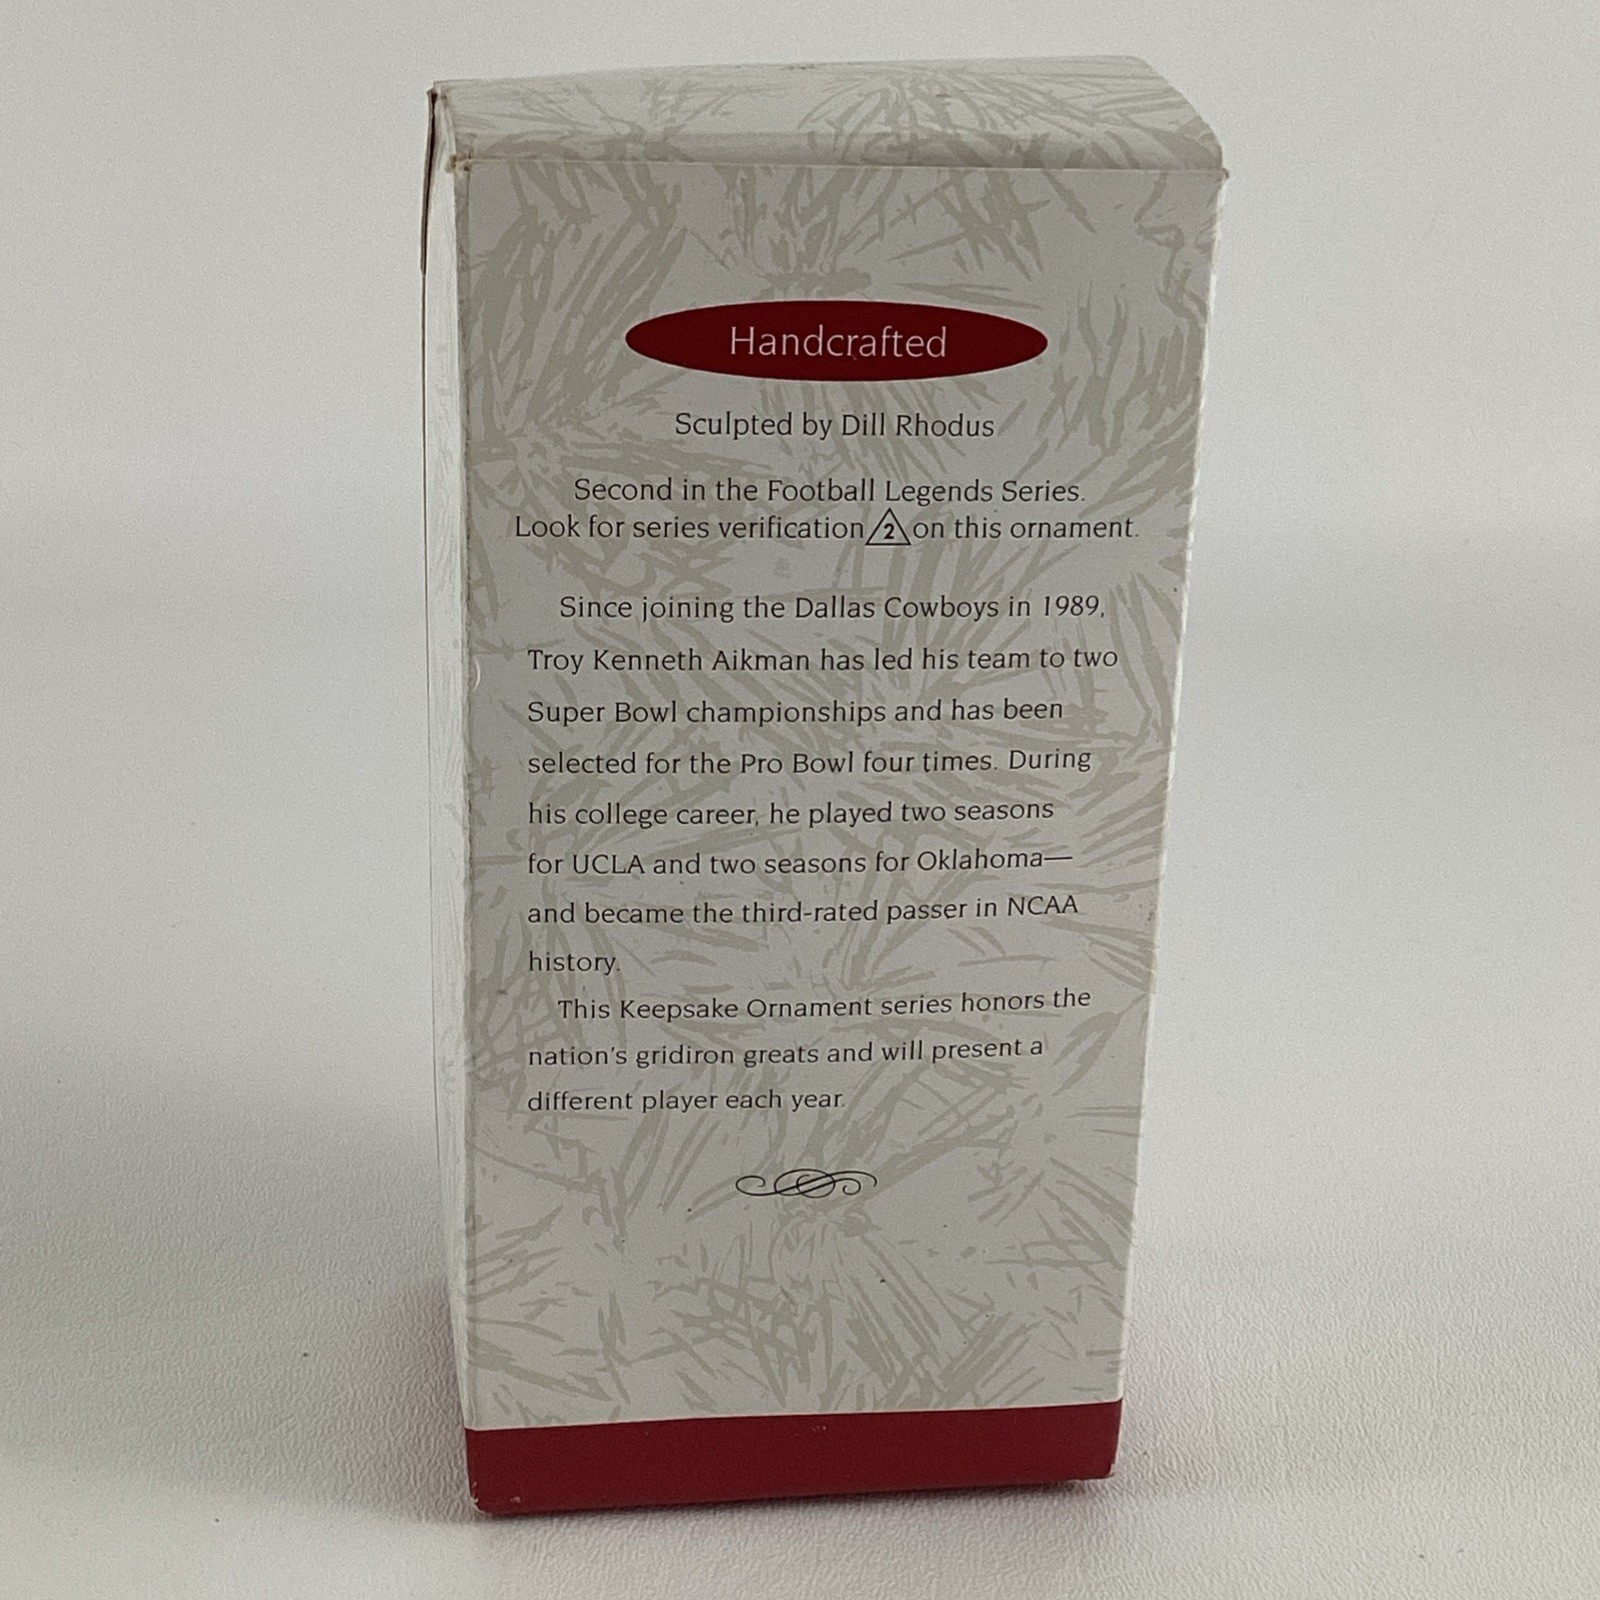 Handcrafted
Sculpted by Dill Rhodus
Second in the Football Legends Series.
Look for series verification 2 on this ornament.
Since joining the Dallas Cowboys in 1989,
Troy Kenneth Aikman has led his team to two
Super Bowl championships and has been
selected for the Pro Bowl four times. During
his college career, he played two seasons
for UCLA and two seasons for Oklahoma—
and became the third-rated passer in NCAA
history.
This Keepsake Ornament series honors the
nation's gridiron greats and will present a
different player each year.